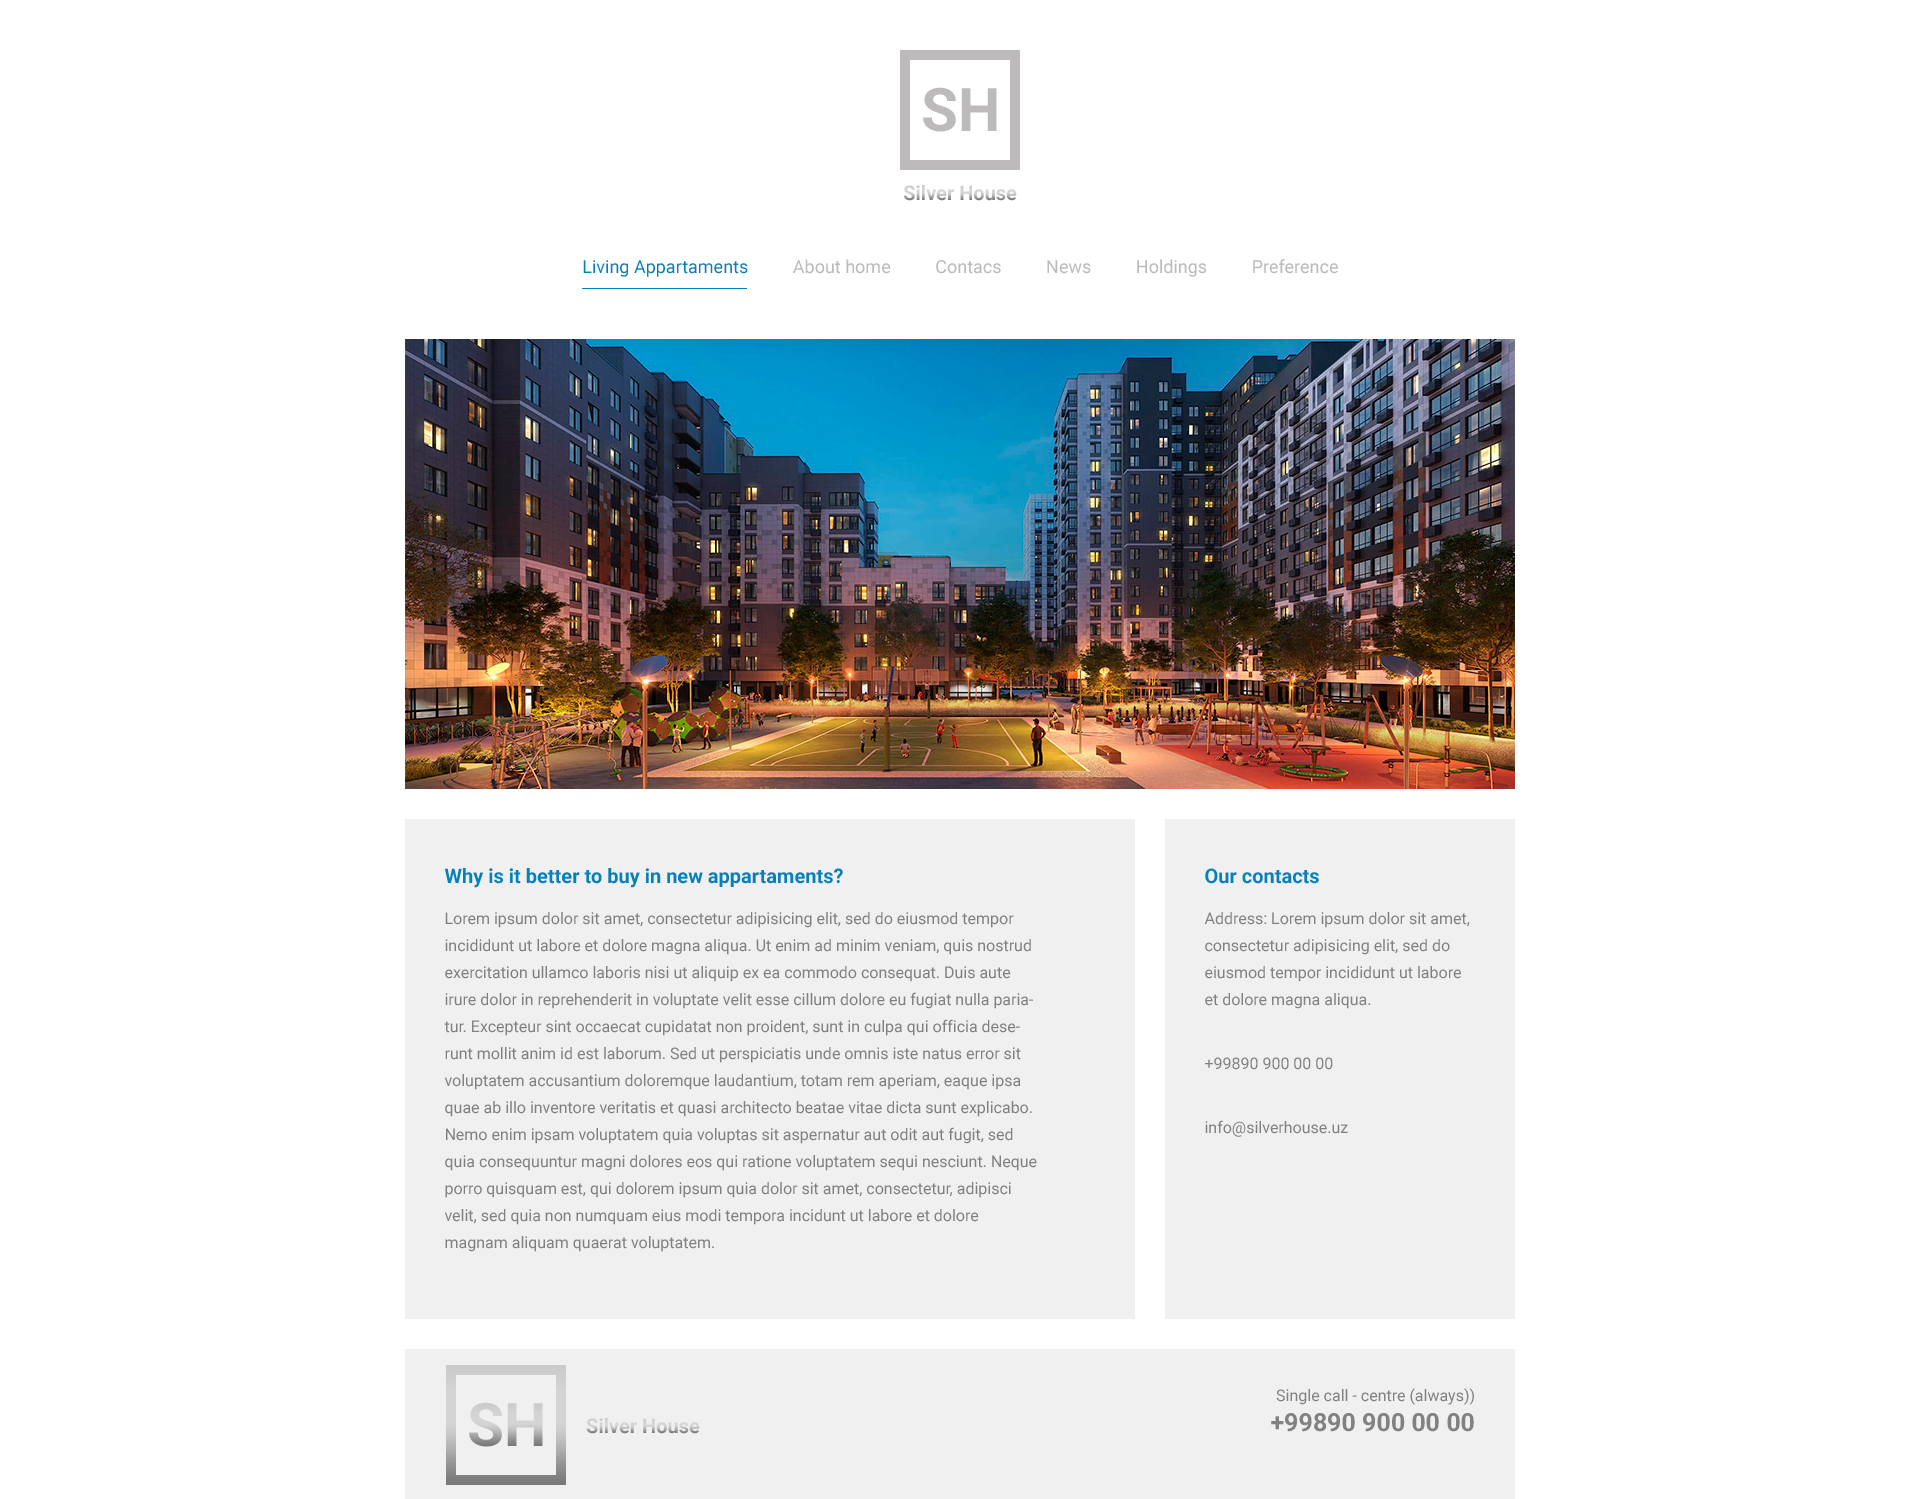 SH
Silver House
Living Appartaments
About home
Contacs
News
Holdings
Preference
Why is it better to buy in new appartaments?
Lorem ipsum dolor sit amet, consectetur adipisicing elit, sed do eiusmod tempor
incididunt ut labore et dolore magna aliqua. Ut enim ad minim veniam, quis nostrud
exercitation ullamco laboris nisi ut aliquip ex ea commodo consequat. Duis aute
irure dolor in reprehenderit in voluptate velit esse cillum dolore eu fugiat nulla paria-
tur. Excepteur sint occaecat cupidatat non proident, sunt in culpa qui officia dese-
runt mollit anim id est laborum. Sed ut perspiciatis unde omnis iste natus error sit
voluptatem accusantium doloremque laudantium, totam rem aperiam, eaque ipsa
quae ab illo inventore veritatis et quasi architecto beatae vitae dicta sunt explicabo.
Nemo enim ipsam voluptatem quia voluptas sit aspernatur aut odit aut fugit, sed
quia consequuntur magni dolores eos qui ratione voluptatem sequi nesciunt. Neque
porro quisquam est, qui dolorem ipsum quia dolor sit amet, consectetur, adipisci
velit, sed quia non numquam eius modi tempora incidunt ut labore et dolore
magnam aliquam quaerat voluptatem.
Our contacts
Address: Lorem ipsum dolor sit amet,
consectetur adipisicing elit, sed do
eiusmod tempor incididunt ut labore
et dolore magna aliqua.
+99890 900 00 00
info@silverhouse.uz
SH
Silver House
Single call - centre (always))
+99890 900 00 00